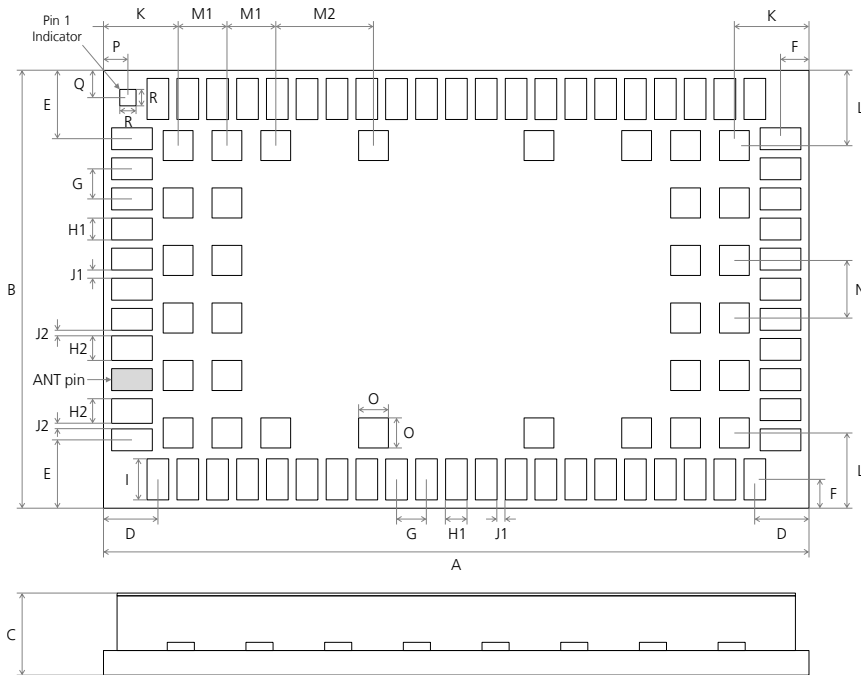 K M1 M1 M2 K
Pin 1
Indicator
P F
Q
E R L
R
G
H1
J1
B N
J2
H2
ANT pin
H2 O
J2 O
E I L
F
D G H1 J1 D
A
C